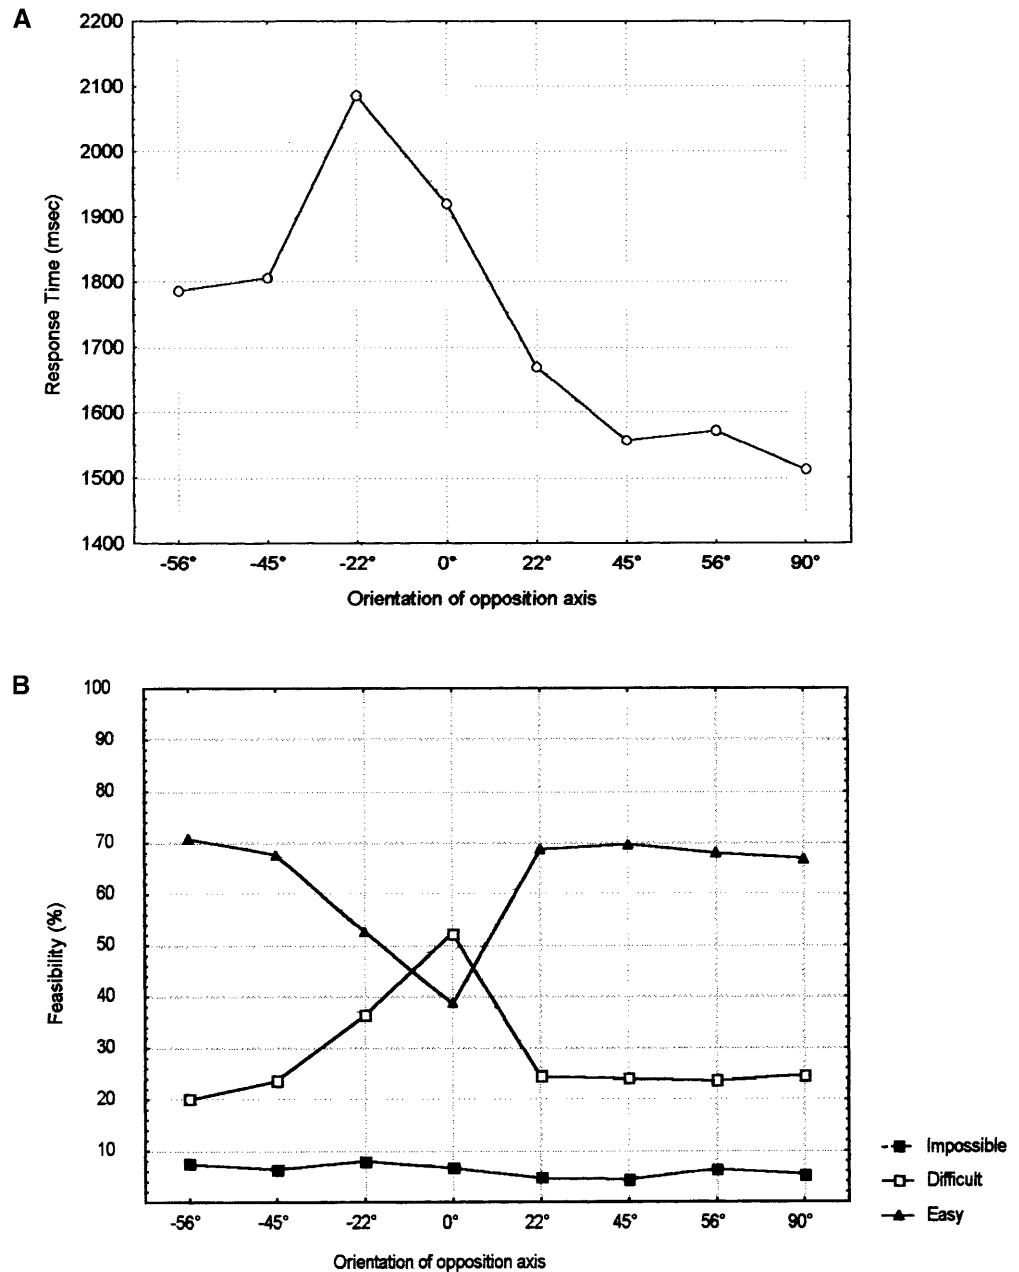 A
2200
2100
2000
1900
1800
1700
1600
1500
1400
Response Time (msec)
-56° -45° -22° 0° 22° 45° 56° 90°
Orientation of opposition axis
B
100
90
80
70
60
50
40
30
20
10
Feasibility (%)
-56° -45° -22° 0° 22° 45° 56° 90°
Orientation of opposition axis
Impossible
Difficult
Easy